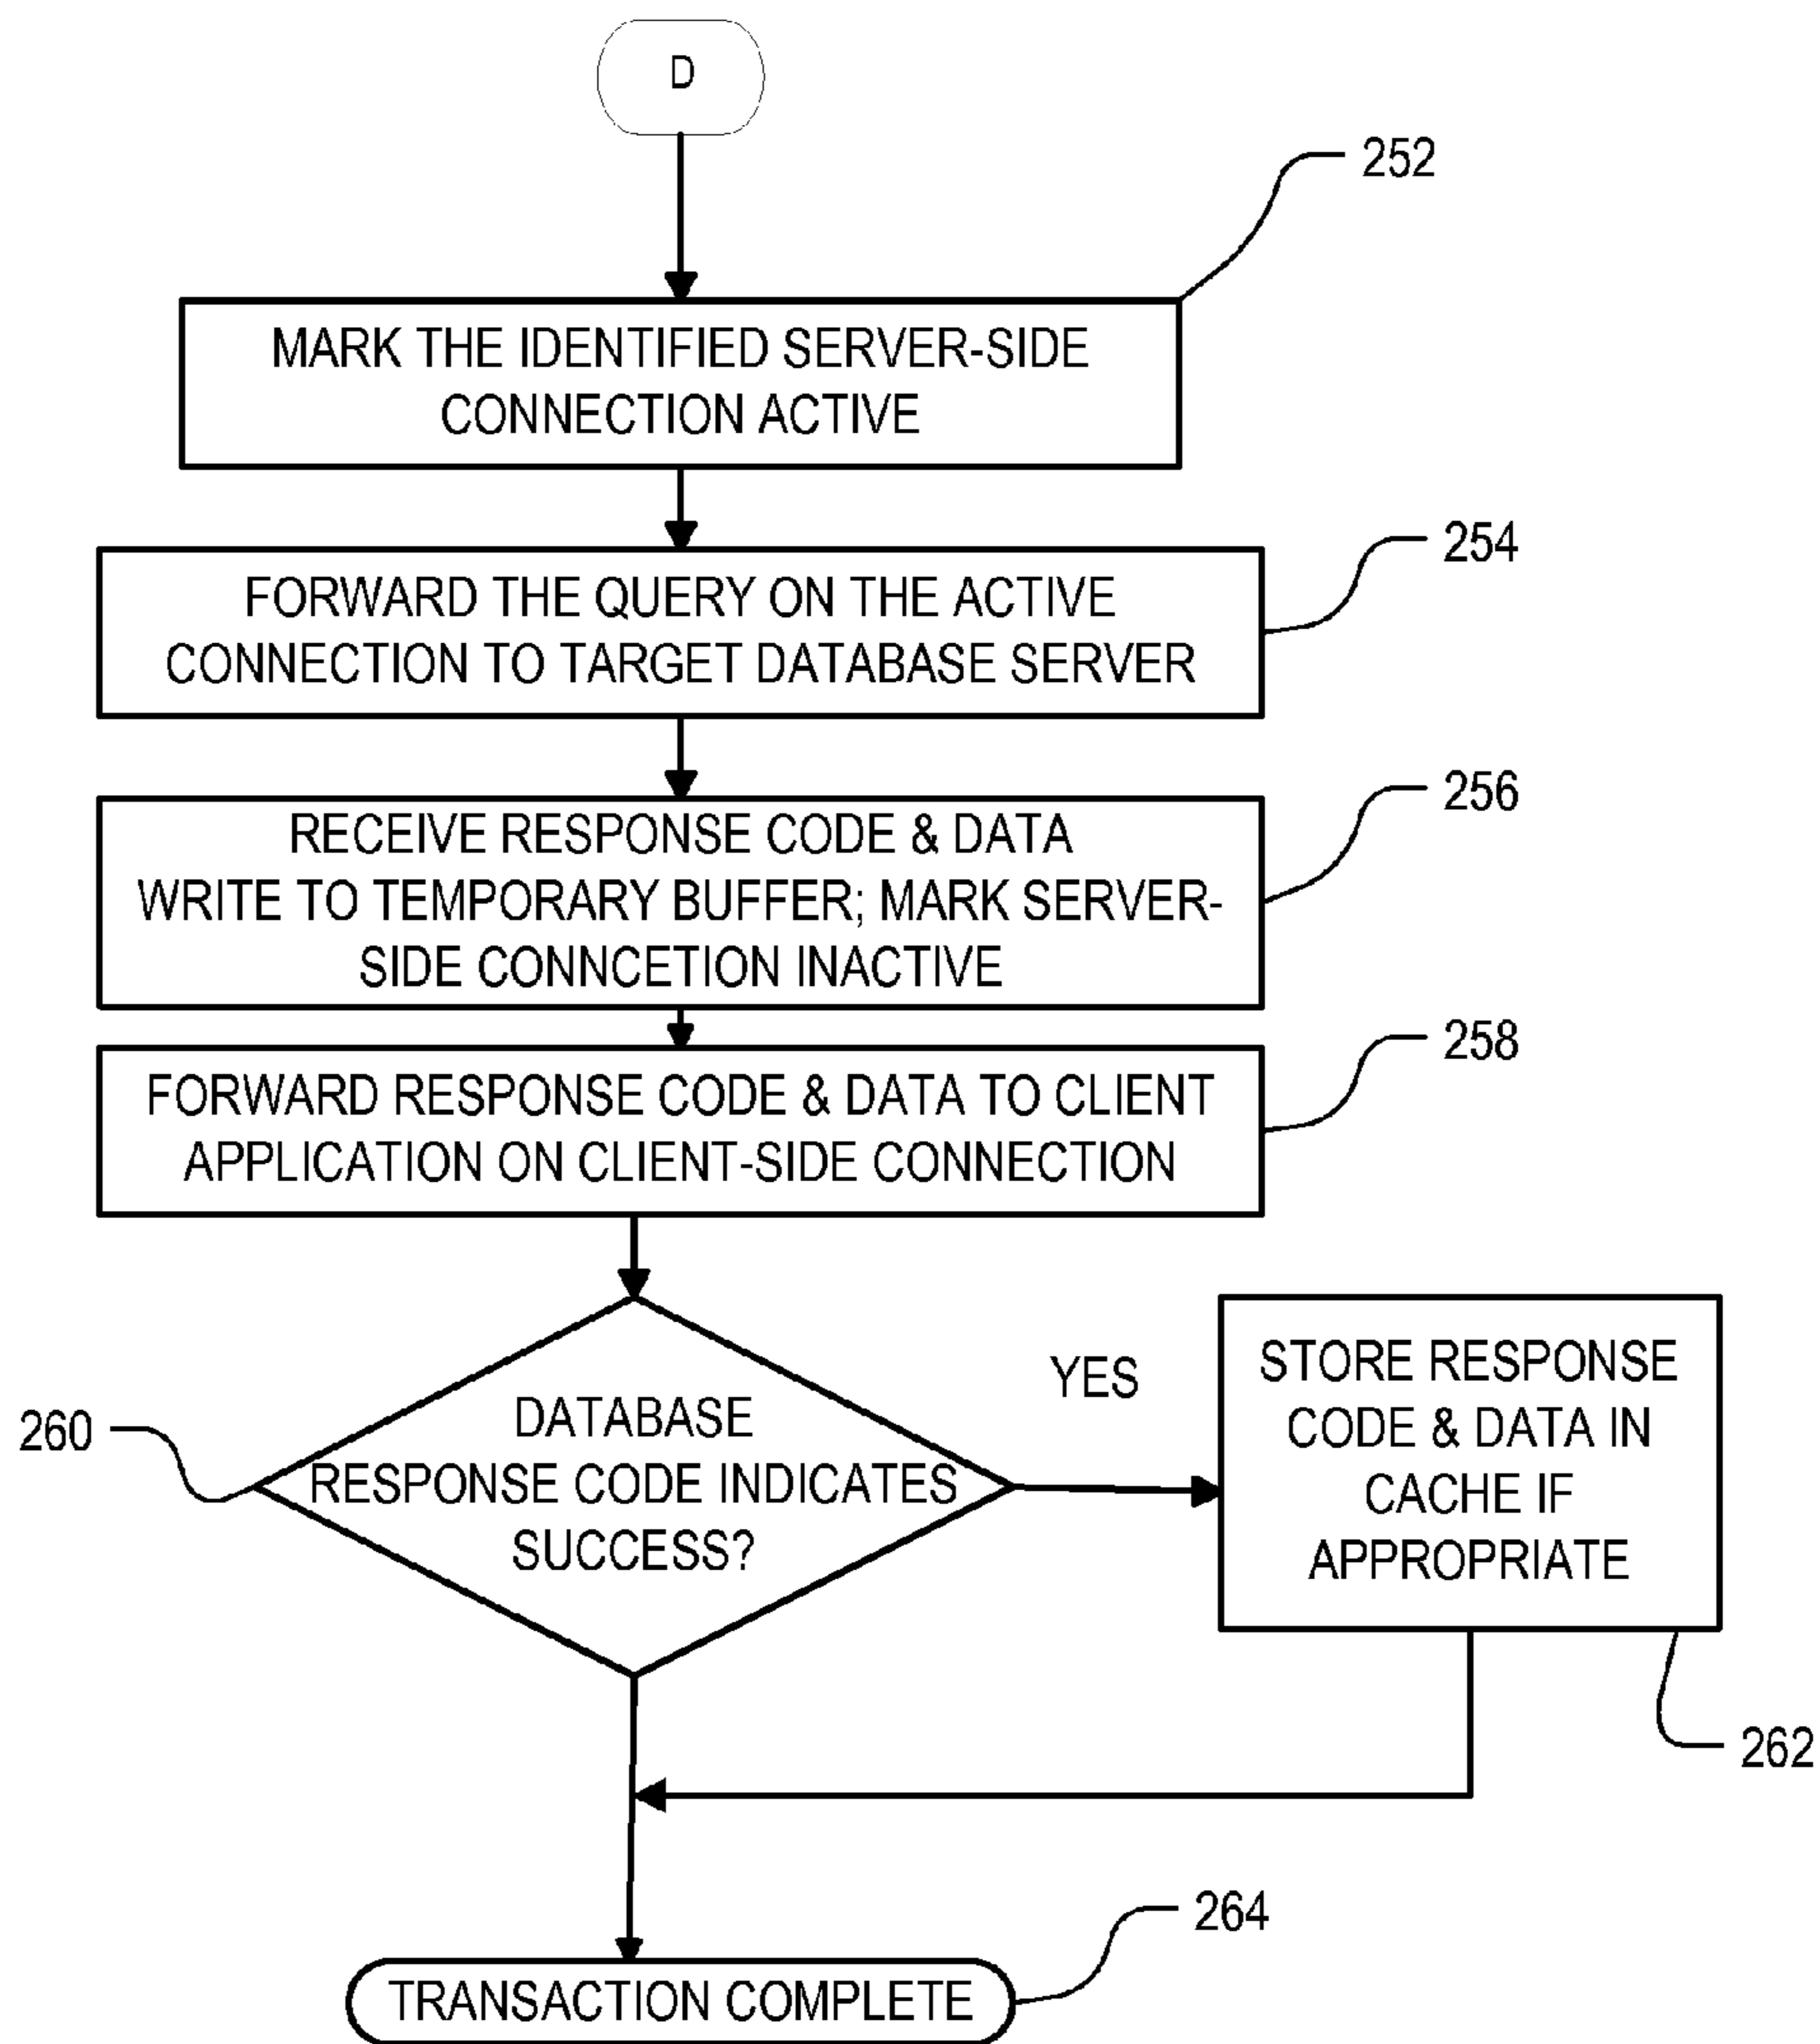 D
252
MARK THE IDENTIFIED SERVER-SIDE
CONNECTION ACTIVE
254
FORWARD THE QUERY ON THE ACTIVE
CONNECTION TO TARGET DATABASE SERVER
256
RECEIVE RESPONSE CODE & DATA
WRITE TO TEMPORARY BUFFER; MARK SERVER-
SIDE CONNCETION INACTIVE
258
FORWARD RESPONSE CODE & DATA TO CLIENT
APPLICATION ON CLIENT-SIDE CONNECTION
260
DATABASE
RESPONSE CODE INDICATES
SUCCESS?
YES
STORE RESPONSE
CODE & DATA IN
CACHE IF
APPROPRIATE
262
264
TRANSACTION COMPLETE